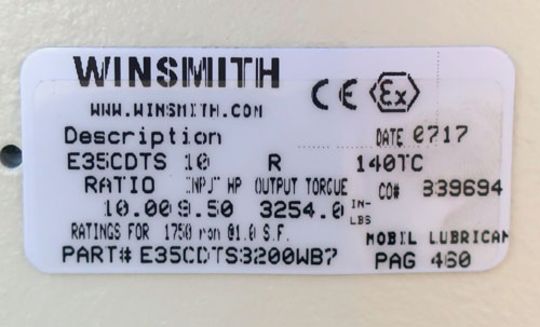 WINSMITH
CE Ex
WWW.WINSMITH.COM
Description DATE 0717
E35CDTS 10 R 140TC
RATIO INPUT HP OUTPUT TORQUE CO# 339694
10.00 9.50 3254.0 IN-LBS
RATINGS FOR 1750 rpm @1.0 S.F.
MOBIL LUBRICAN
PART# E35CDTS3200WB7 PAG 460